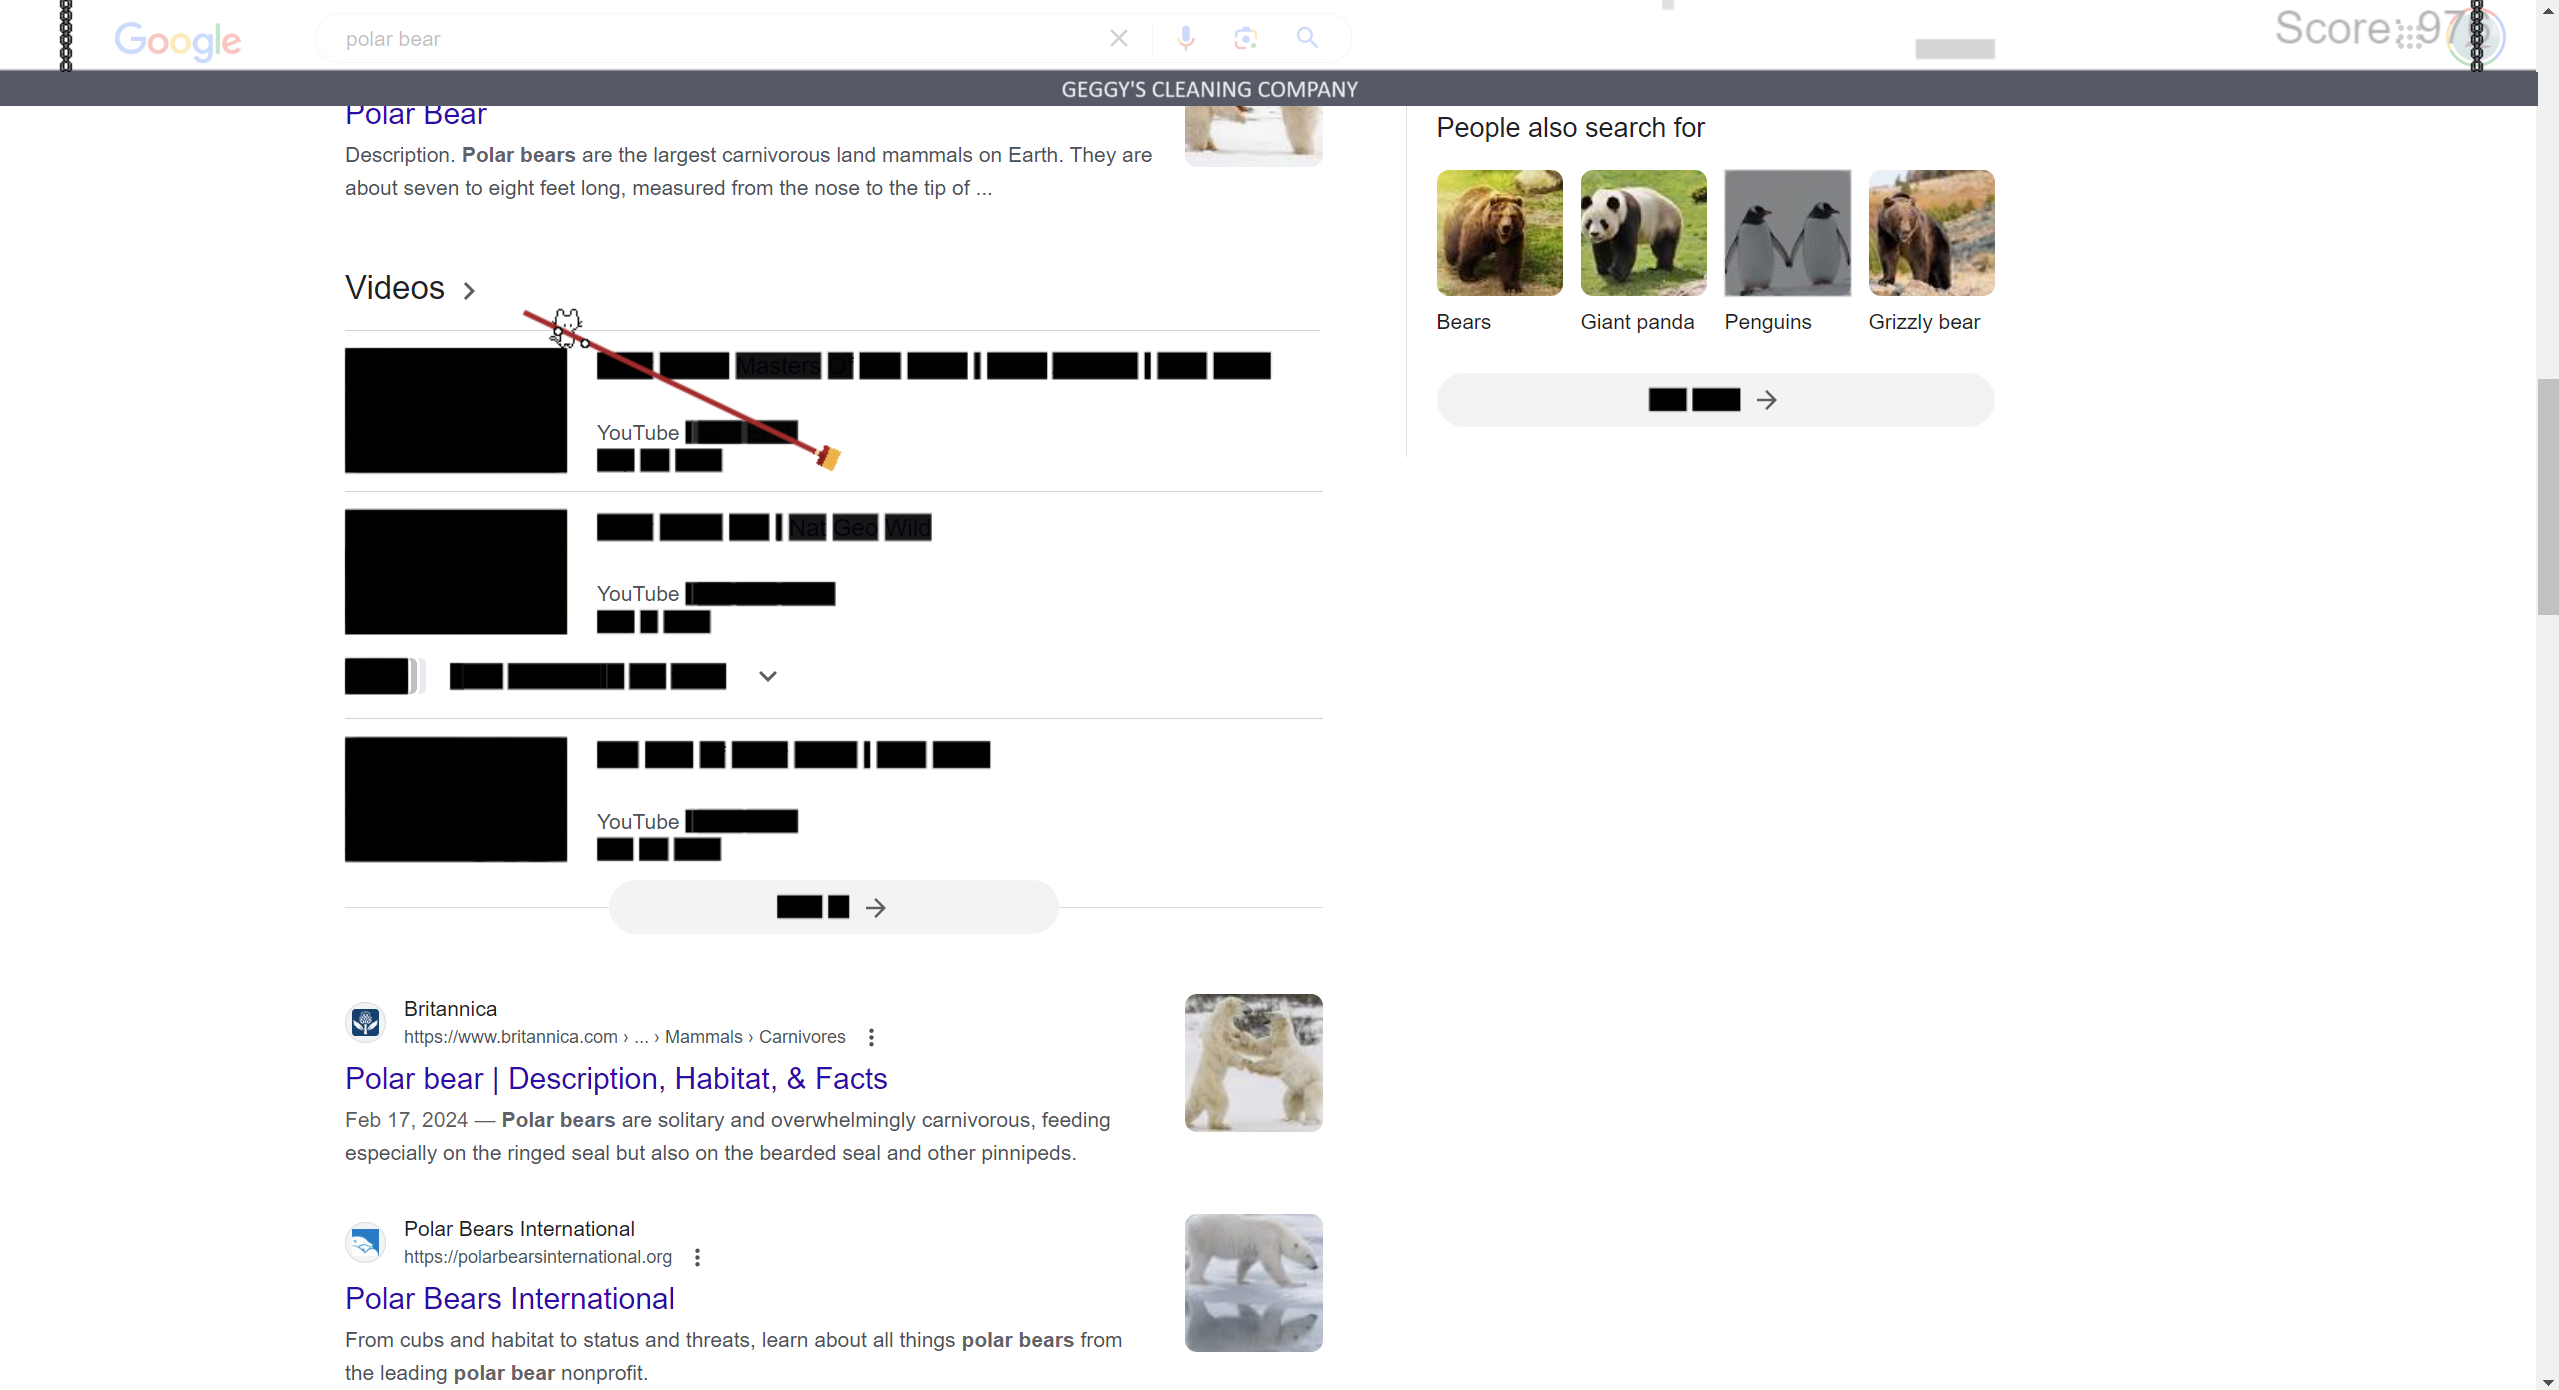 Google
polar bear
Score: 97
GEGGY'S CLEANING COMPANY
Polar Bear
Description. Polar bears are the largest carnivorous land mammals on Earth. They are
about seven to eight feet long, measured from the nose to the tip of ...
People also search for
Bears
Giant panda
Penguins
Grizzly bear
Videos
Masters Of
YouTube
Nat Geo Wild
YouTube
YouTube
Britannica
https://www.britannica.com › ... › Mammals › Carnivores
Polar bear | Description, Habitat, & Facts
Feb 17, 2024 — Polar bears are solitary and overwhelmingly carnivorous, feeding
especially on the ringed seal but also on the bearded seal and other pinnipeds.
Polar Bears International
https://polarbearsinternational.org
Polar Bears International
From cubs and habitat to status and threats, learn about all things polar bears from
the leading polar bear nonprofit.